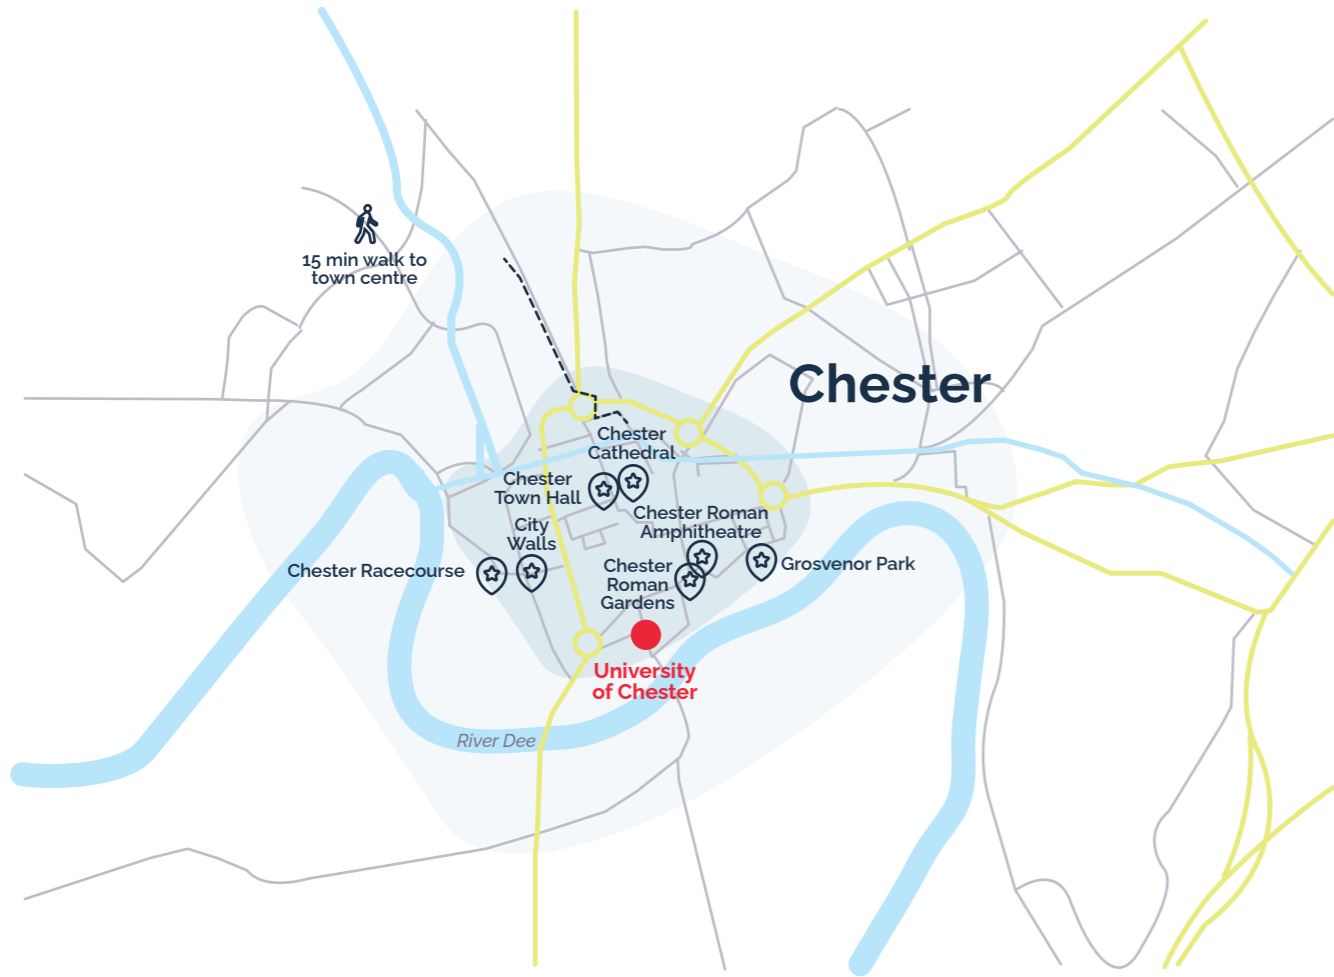 15 min walk to
town centre
Chester
Chester
Cathedral
Chester
Town Hall
Chester Roman
Amphitheatre
City
Walls
Chester Racecourse
Chester
Roman
Gardens
Grosvenor Park
University
of Chester
River Dee